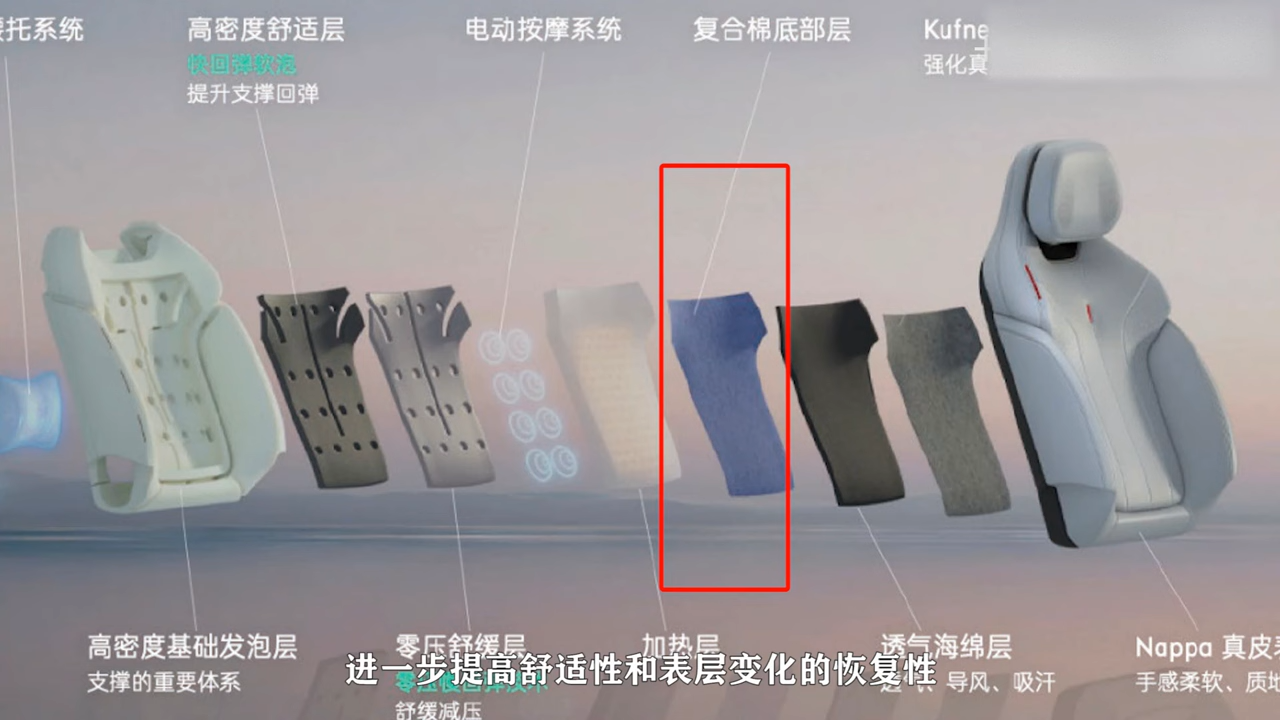 托系统
高密度舒适层
快回弹软泡
提升支撑回弹
电动按摩系统
复合棉底部层
Kufne
强化真
高密度基础发泡层
支撑的重要体系
零压舒缓层
舒缓减压
加热层
透气海绵层
导风、吸汗
Nappa 真皮
手感柔软、质地
进一步提高舒适性和表层变化的恢复性